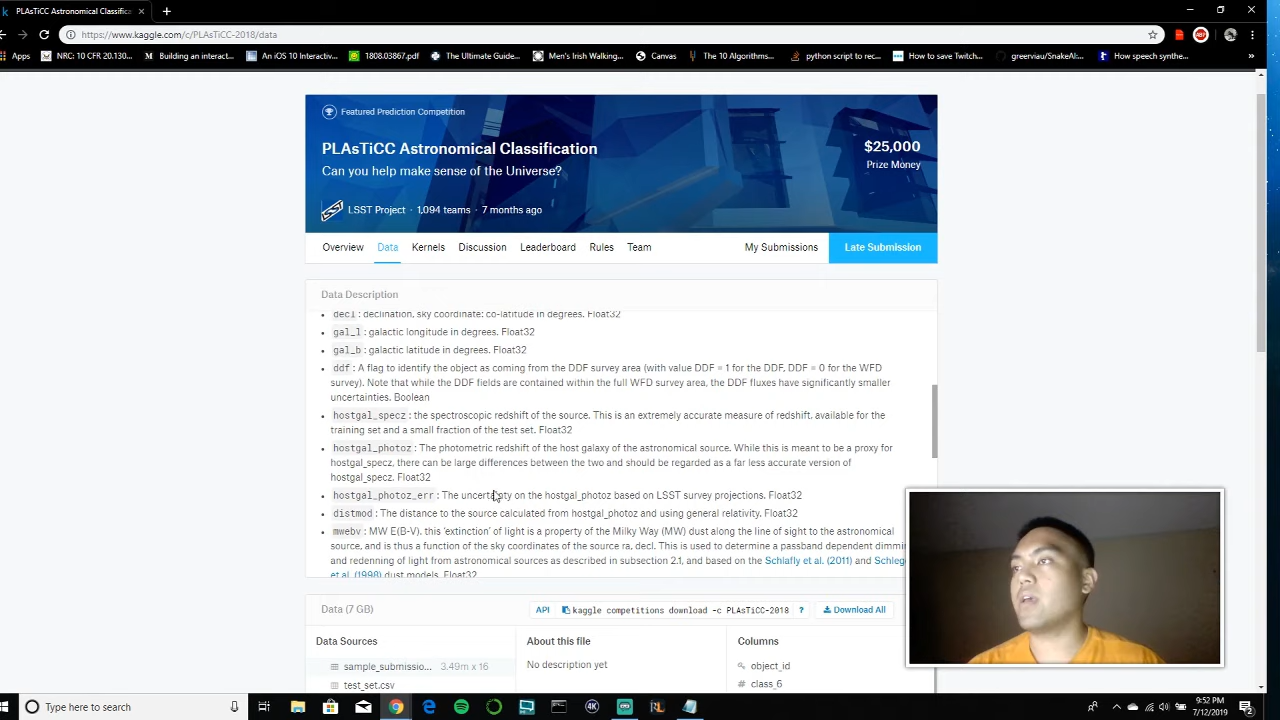 PLAsTiCC Astronomical Classifica
https://www.kaggle.com/c/PLAsTiCC-2018/data
Apps NRC: 10 CFR 20.130... Building an interact... An iOS 10 Interactiv... 1808.03867.pdf The Ultimate Guide... Men's Irish Walking... Canvas The 10 Algorithms... python script to rec... How to save Twitch... greerviau/SnakeAI:... How speech synthe...
Featured Prediction Competition
PLAsTiCC Astronomical Classification
Can you help make sense of the Universe?
$25,000
Prize Money
LSST Project · 1,094 teams · 7 months ago
Overview Data Kernels Discussion Leaderboard Rules Team My Submissions Late Submission
Data Description
decl : declination, sky coordinate: co-latitude in degrees. Float32
gal_l : galactic longitude in degrees. Float32
gal_b : galactic latitude in degrees. Float32
ddf : A flag to identify the object as coming from the DDF survey area (with value DDF = 1 for the DDF, DDF = 0 for the WFD
survey). Note that while the DDF fields are contained within the full WFD survey area, the DDF fluxes have significantly smaller
uncertainties. Boolean
hostgal_specz : the spectroscopic redshift of the source. This is an extremely accurate measure of redshift, available for the
training set and a small fraction of the test set. Float32
hostgal_photoz : The photometric redshift of the host galaxy of the astronomical source. While this is meant to be a proxy for
hostgal_specz, there can be large differences between the two and should be regarded as a far less accurate version of
hostgal_specz. Float32
hostgal_photoz_err : The uncertainty on the hostgal_photoz based on LSST survey projections. Float32
distmod : The distance to the source calculated from hostgal_photoz and using general relativity. Float32
mwebv : MW E(B-V). this 'extinction' of light is a property of the Milky Way (MW) dust along the line of sight to the astronomical
source, and is thus a function of the sky coordinates of the source ra, decl. This is used to determine a passband dependent dimmi
and redenning of light from astronomical sources as described in subsection 2.1, and based on the Schlafly et al. (2011) and Schleg
et al. (1998) dust models. Float32
Data (7 GB) API kaggle competitions download -c PLAsTiCC-2018 ? Download All
Data Sources About this file Columns
sample_submissio... 3.49m x 16 No description yet object_id
test_set.csv # class_6
Type here to search
9:52 PM
7/12/2019